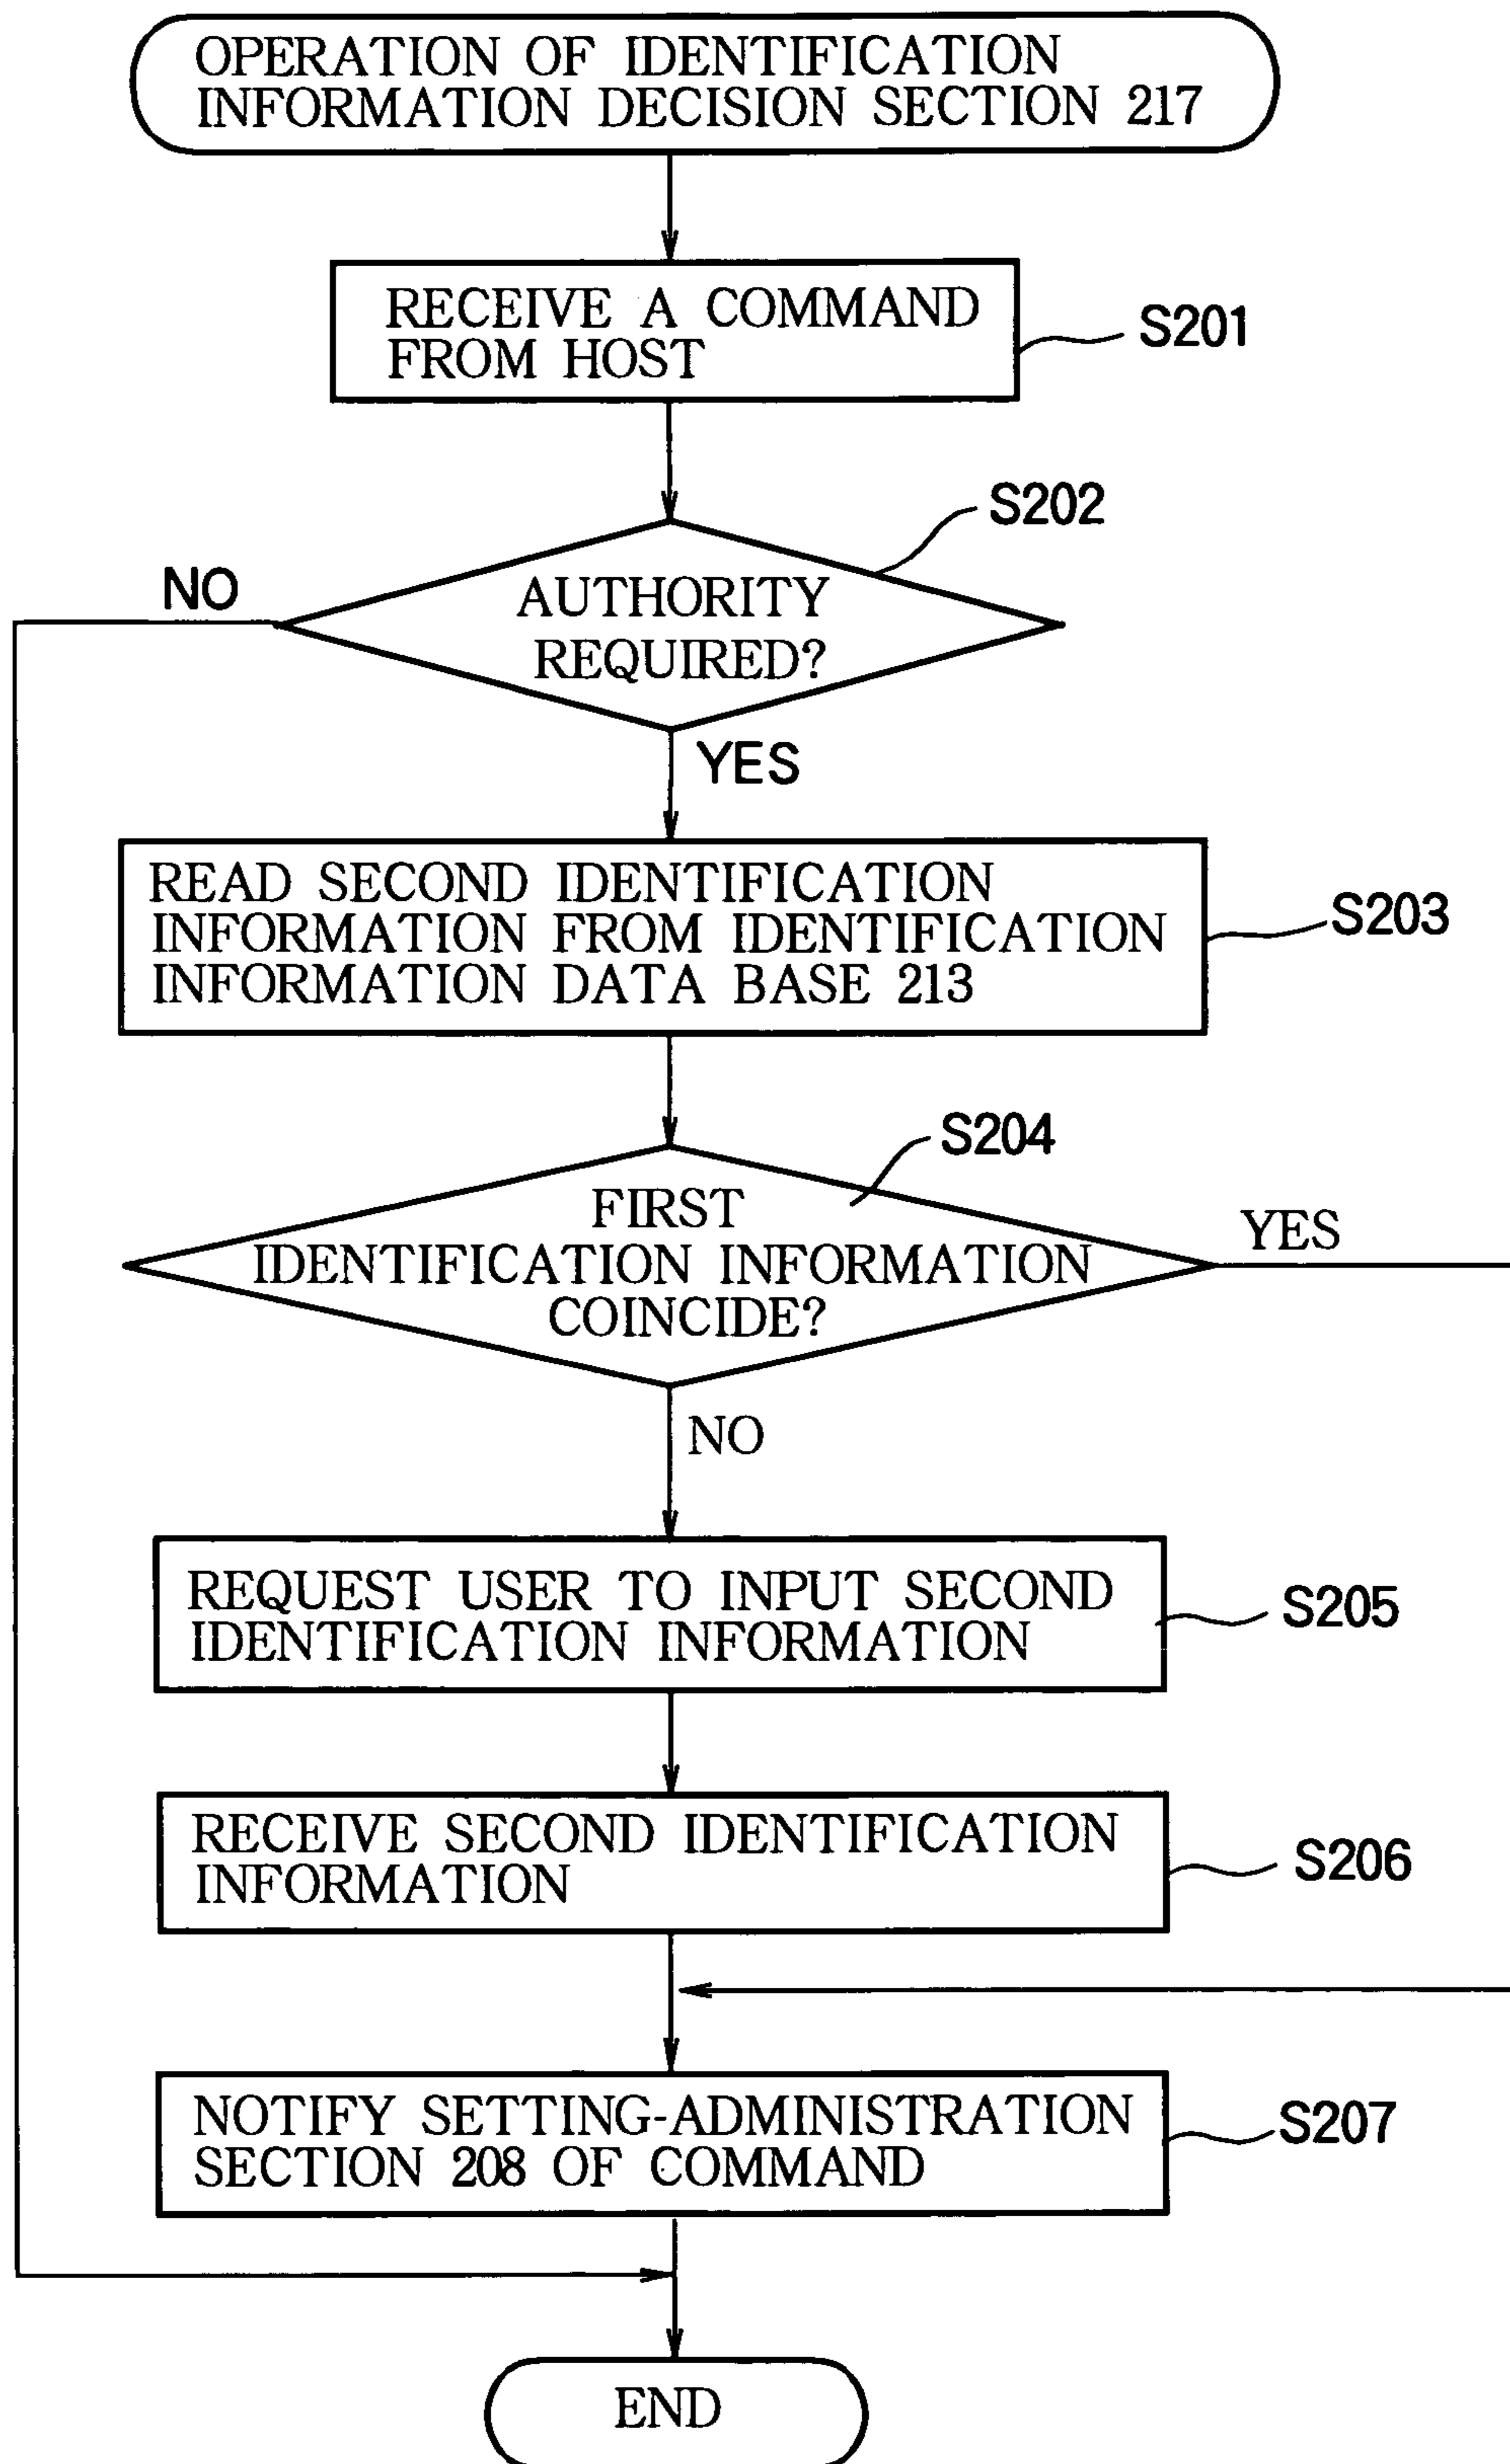 OPERATION OF IDENTIFICATION
INFORMATION DECISION SECTION 217
RECEIVE A COMMAND
FROM HOST
S201
S202
NO
AUTHORITY
REQUIRED?
YES
READ SECOND IDENTIFICATION
INFORMATION FROM IDENTIFICATION
INFORMATION DATA BASE 213
S203
S204
FIRST
IDENTIFICATION INFORMATION
COINCIDE?
YES
NO
REQUEST USER TO INPUT SECOND
IDENTIFICATION INFORMATION
S205
RECEIVE SECOND IDENTIFICATION
INFORMATION
S206
NOTIFY SETTING-ADMINISTRATION
SECTION 208 OF COMMAND
S207
END